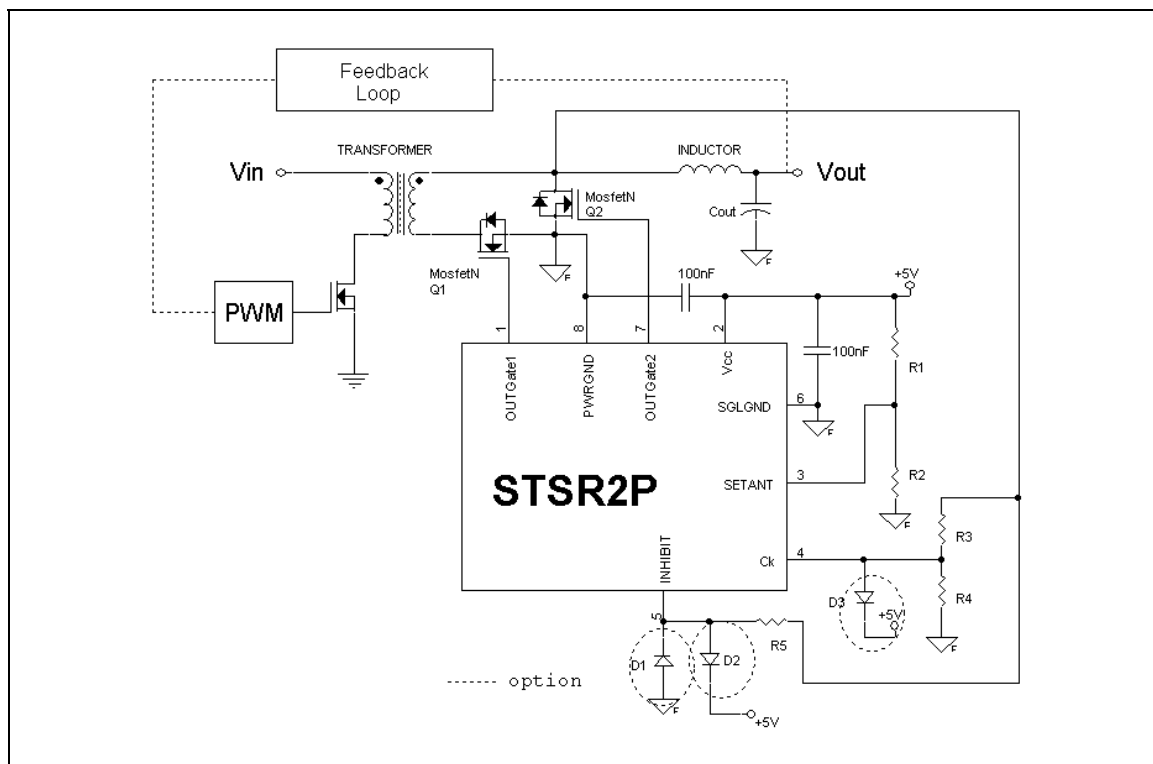 Feedback
Loop
TRANSFORMER
INDUCTOR
Vin
Vout
MosfetN
Q2
Cout
MosfetN
Q1
100nF
+5V
PWM
1
8
7
2
100nF
R1
OUTGate1
PWRGND
OUTGate2
Vcc
SGLGND
6
STSR2P
SETANT
3
R2
R3
Ck
4
INHIBIT
D3
+5V
R4
5
R5
D1
D2
option
+5V